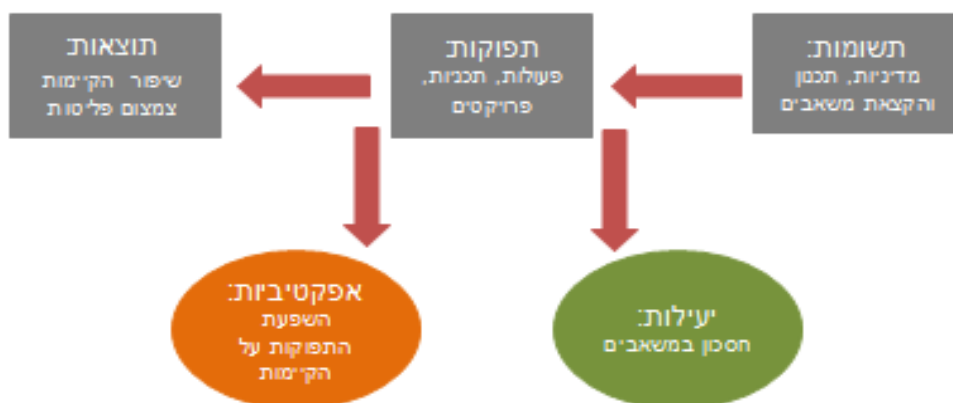 תשומות:
מדיניות, תכנון
והקצאת משאבים
תפוקות:
פעולות, תכניות,
פרויקטים
תוצאות:
שיפור הקיימות
צמצום פליטות
יעילות:
חסכון במשאבים
אפקטיביות:
השפעת
התפוקות על
הקיימות